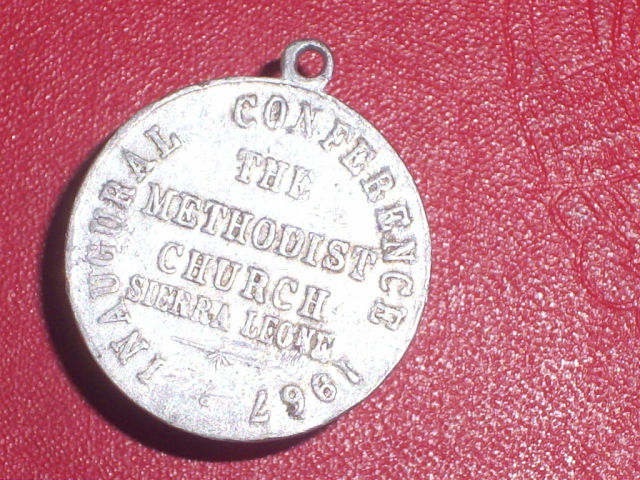 INAUGURAL CONFERENCE 1967
THE
METHODIST
CHURCH
SIERRA LEONE